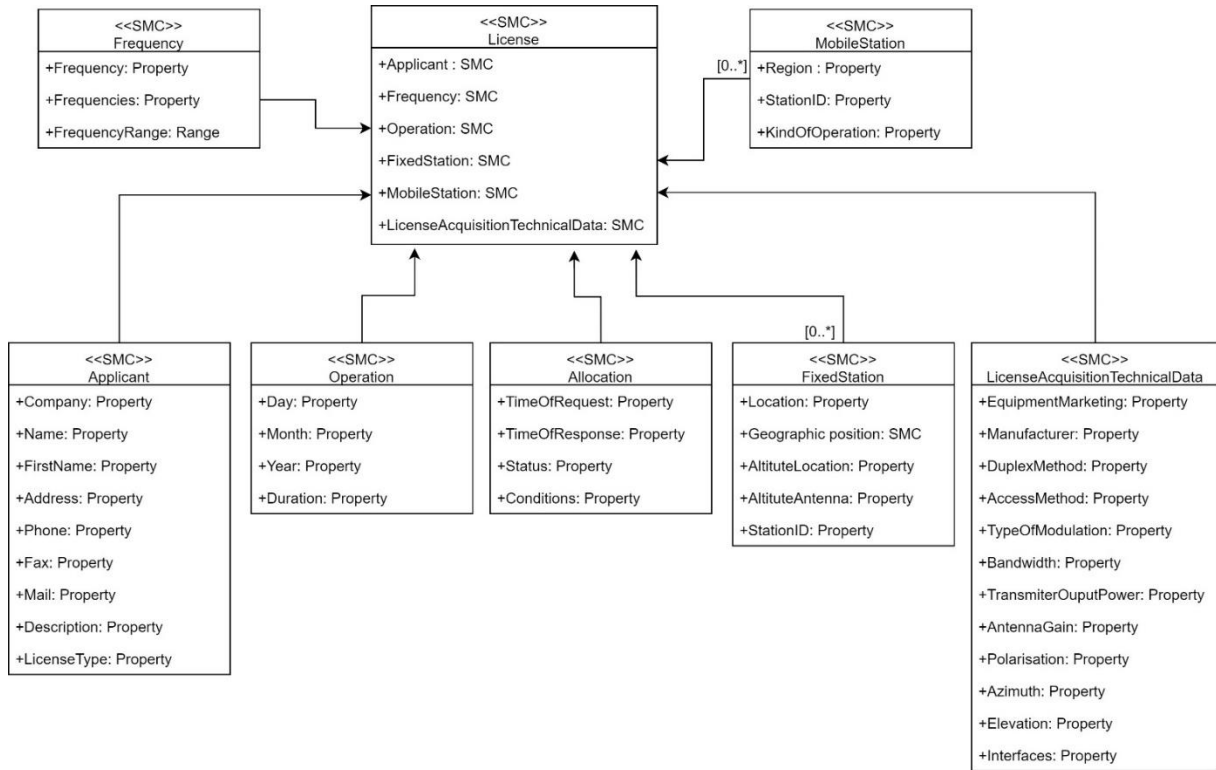 <<SMC>>
Frequency
+Frequency: Property
+Frequencies: Property
+FrequencyRange: Range
<<SMC>>
License
+Applicant : SMC
+Frequency: SMC
+Operation: SMC
+FixedStation: SMC
+MobileStation: SMC
+LicenseAcquisitionTechnicalData: SMC
<<SMC>>
MobileStation
+Region : Property
+StationID: Property
+KindOfOperation: Property
[0..*]
[0..*]
<<SMC>>
Applicant
+Company: Property
+Name: Property
+FirstName: Property
+Address: Property
+Phone: Property
+Fax: Property
+Mail: Property
+Description: Property
+LicenseType: Property
<<SMC>>
Operation
+Day: Property
+Month: Property
+Year: Property
+Duration: Property
<<SMC>>
Allocation
+TimeOfRequest: Property
+TimeOfResponse: Property
+Status: Property
+Conditions: Property
<<SMC>>
FixedStation
+Location: Property
+Geographic position: SMC
+AltituteLocation: Property
+AltituteAntenna: Property
+StationID: Property
<<SMC>>
LicenseAcquisitionTechnicalData
+EquipmentMarketing: Property
+Manufacturer: Property
+DuplexMethod: Property
+AccessMethod: Property
+TypeOfModulation: Property
+Bandwidth: Property
+TransmiterOuputPower: Property
+AntennaGain: Property
+Polarisation: Property
+Azimuth: Property
+Elevation: Property
+Interfaces: Property